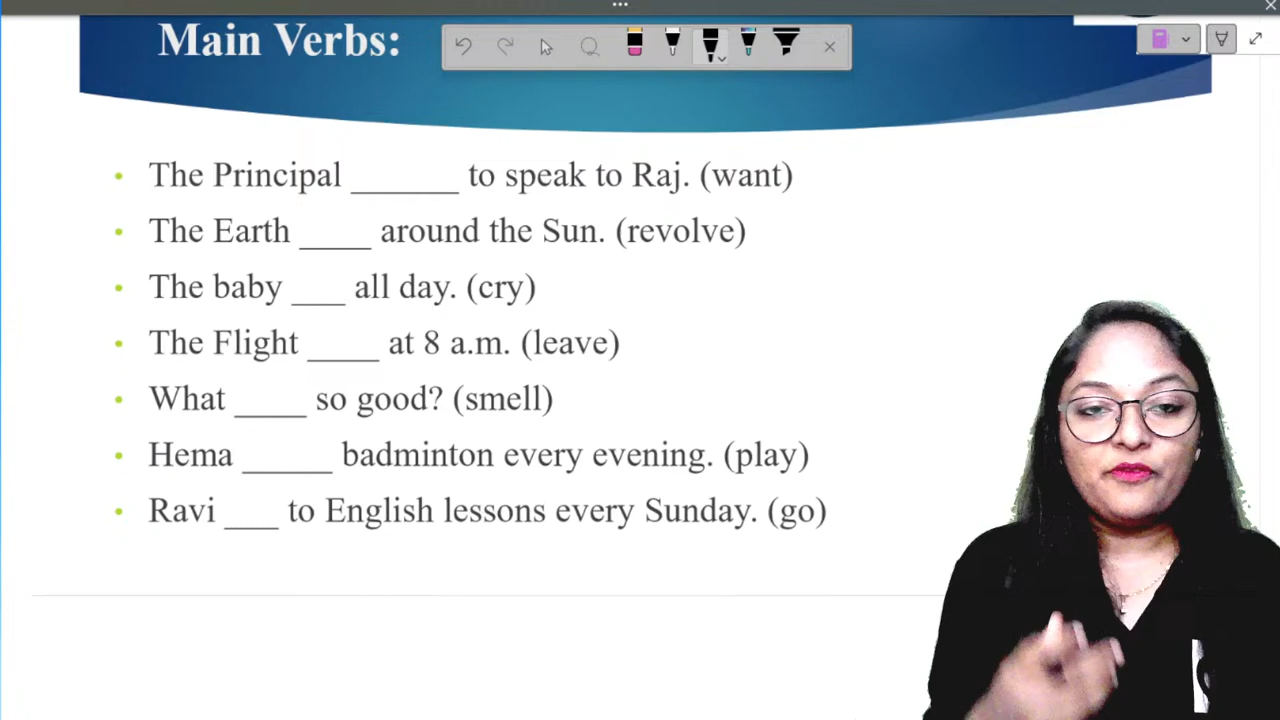 Main Verbs:
The Principal ______ to speak to Raj. (want)
The Earth ____ around the Sun. (revolve)
The baby ___ all day. (cry)
The Flight ____ at 8 a.m. (leave)
What ____ so good? (smell)
Hema _____ badminton every evening. (play)
Ravi ___ to English lessons every Sunday. (go)